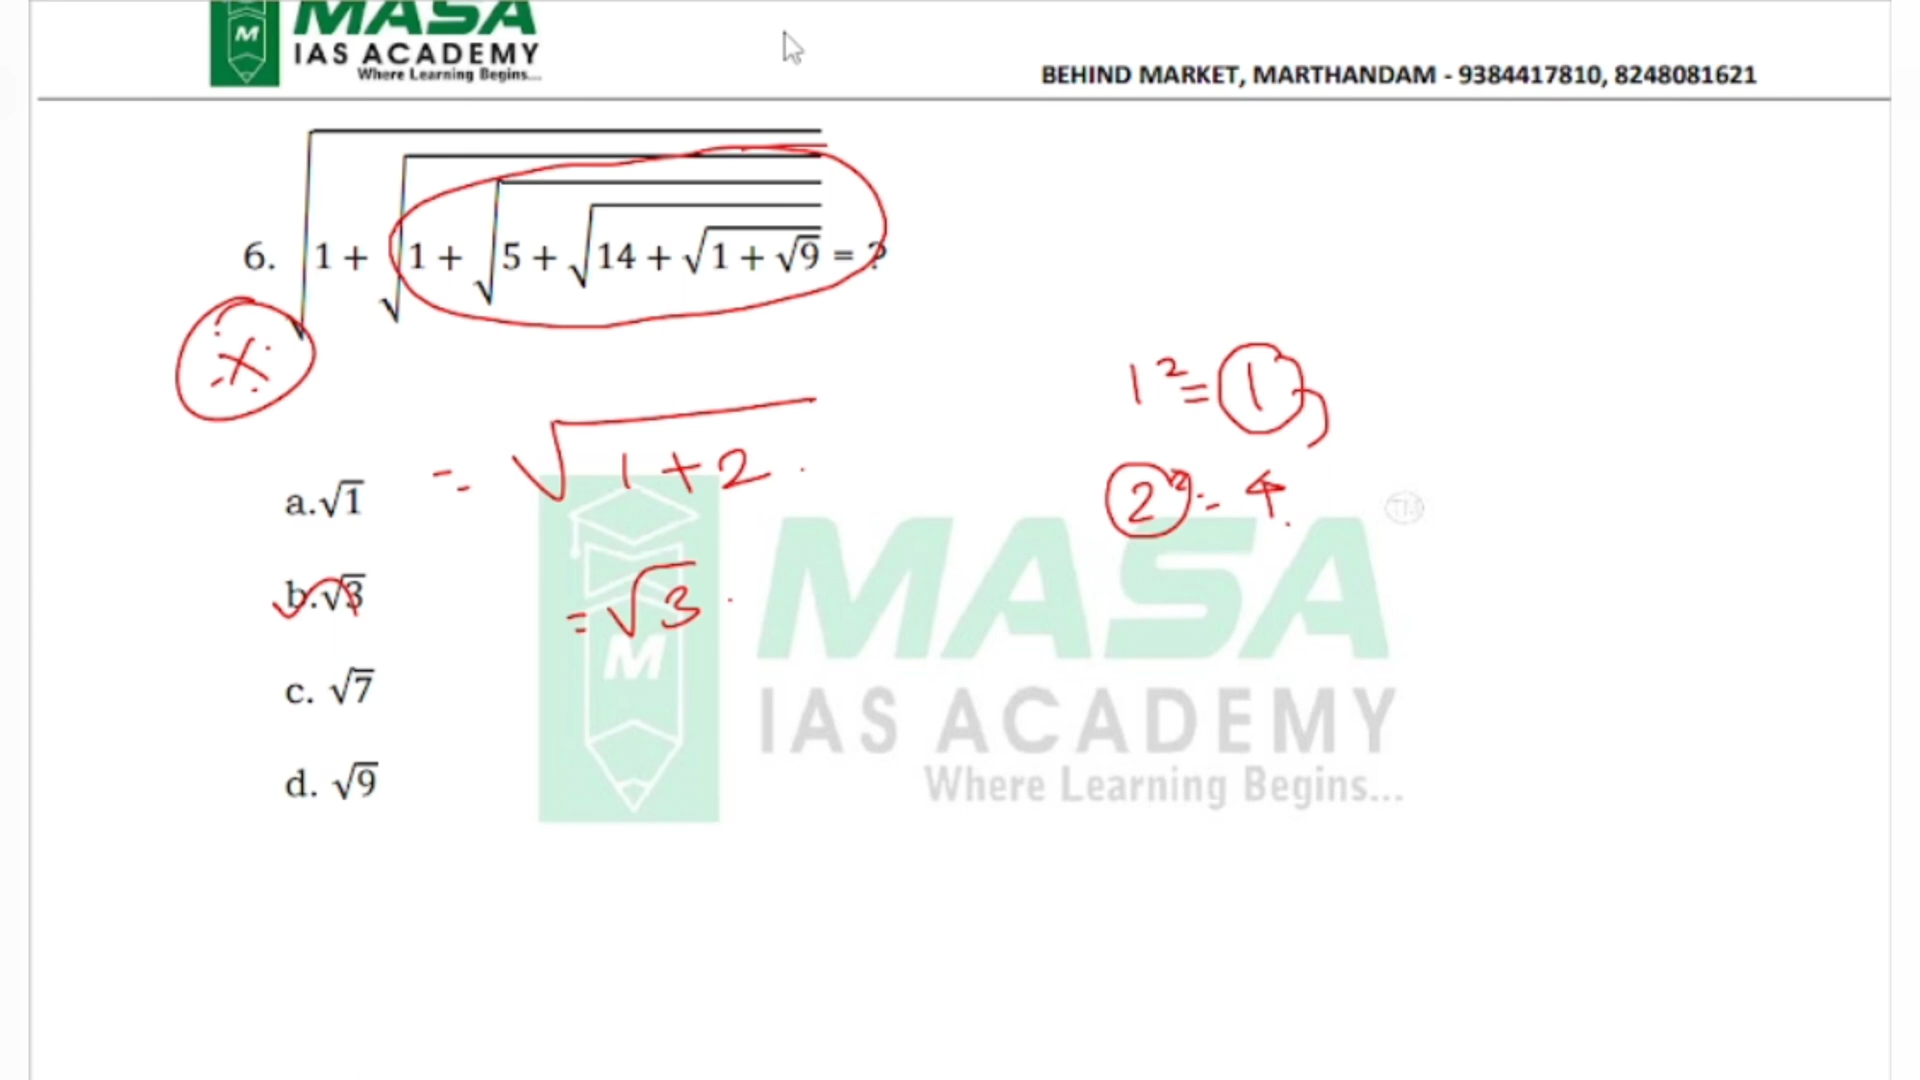 MASA
M
IAS ACADEMY
Where Learning Begins...
BEHIND MARKET, MARTHANDAM - 9384417810, 8248081621
6. √(1 + √(1 + √(5 + √(14 + √(1 + √9))))) = ?
X
1² = 1,
= √(1+2).
2² = 4.
a.√1
b.√3
= √3.
c. √7
d. √9
MASA TM
M
IAS ACADEMY
Where Learning Begins...